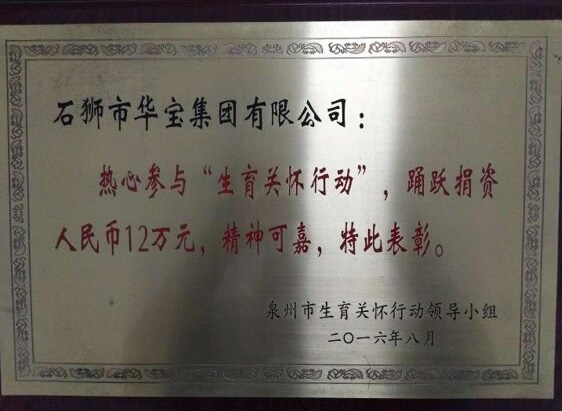 石狮市华宝集团有限公司：
热心参与“生育关怀行动”，踊跃捐资
人民币12万元，精神可嘉，特此表彰。
泉州市生育关怀行动领导小组
二〇一六年八月